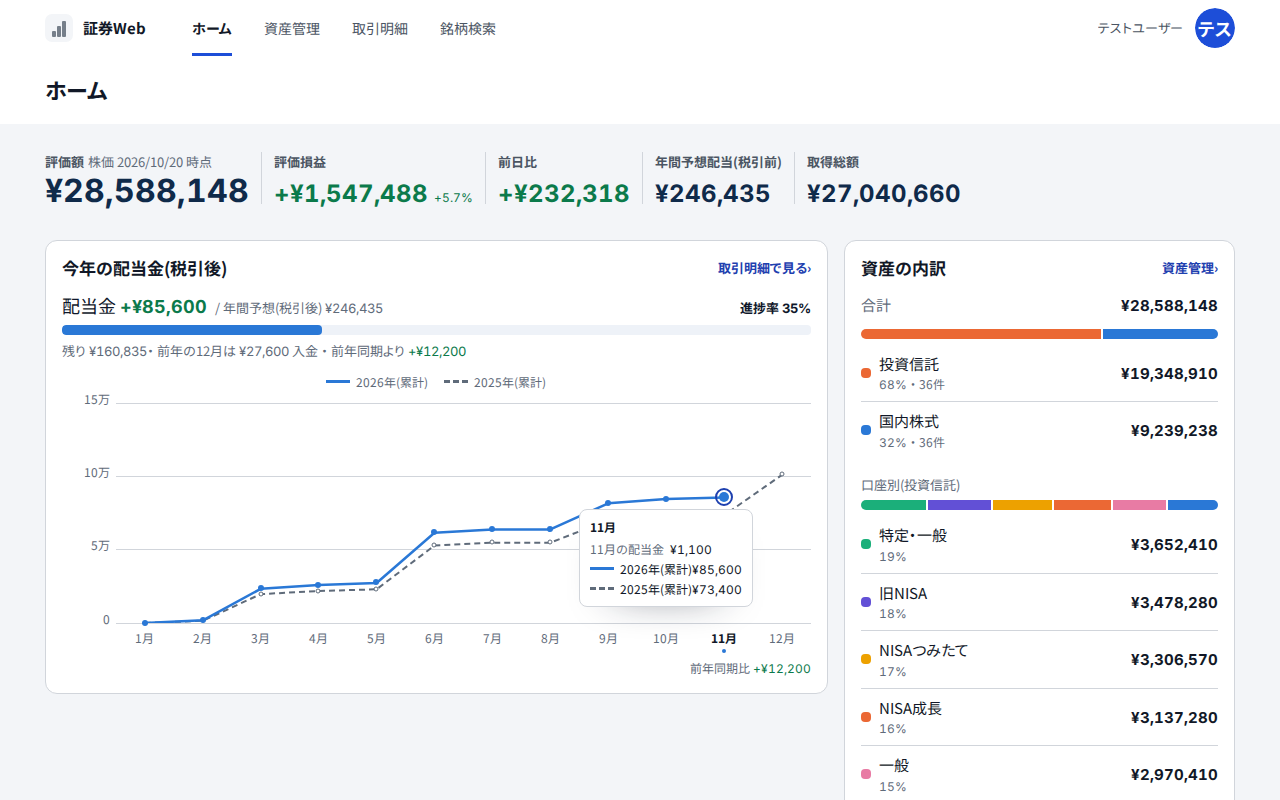 証券Web
ホーム 資産管理 取引明細 銘柄検索
テストユーザー テス
ホーム
評価額 株価 2026/10/20 時点
¥28,588,148
評価損益
+¥1,547,488 +5.7%
前日比
+¥232,318
年間予想配当(税引前)
¥246,435
取得総額
¥27,040,660
今年の配当金(税引後)
取引明細で見る›
配当金 +¥85,600 / 年間予想(税引後) ¥246,435
進捗率 35%
残り ¥160,835・前年の12月は ¥27,600 入金・前年同期より +¥12,200
2026年(累計) 2025年(累計)
15万
10万
5万
0
11月
11月の配当金 ¥1,100
2026年(累計)¥85,600
2025年(累計)¥73,400
1月 2月 3月 4月 5月 6月 7月 8月 9月 10月 11月 12月
前年同期比 +¥12,200
資産の内訳
資産管理›
合計 ¥28,588,148
投資信託
68%・36件
¥19,348,910
国内株式
32%・36件
¥9,239,238
口座別(投資信託)
特定・一般
19%
¥3,652,410
旧NISA
18%
¥3,478,280
NISAつみたて
17%
¥3,306,570
NISA成長
16%
¥3,137,280
一般
15%
¥2,970,410